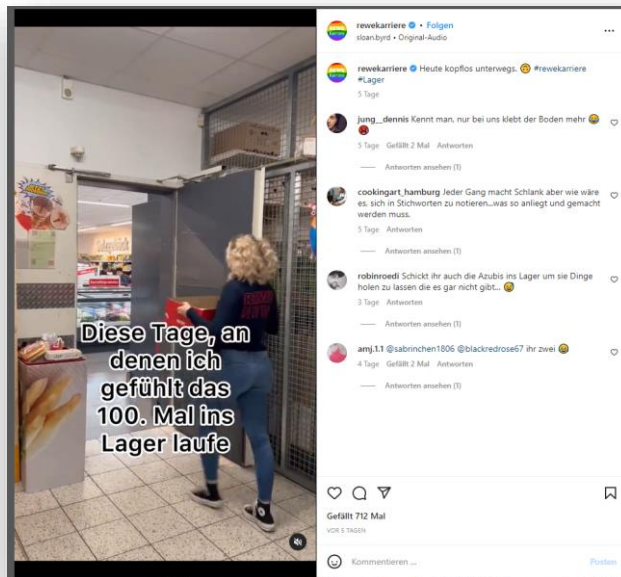 rewekarriere • Folgen
sloan.byrd • Original-Audio
rewekarriere Heute kopflos unterwegs. 🤦 #rewekarriere
#Lager
5 Tage
jung__dennis Kennt man, nur bei uns klebt der Boden mehr 😂
5 Tage Gefällt 2 Mal Antworten
Antworten ansehen (1)
cookingart_hamburg Jeder Gang macht Schlank aber wie wäre
es, sich in Stichworten zu notieren...was so anliegt und gemacht
werden muss.
5 Tage Antworten
Antworten ansehen (1)
robinroedi Schickt ihr auch die Azubis ins Lager um sie Dinge
holen zu lassen die es gar nicht gibt... 😅
3 Tage Antworten
Antworten ansehen (1)
amj.1.1 @sabrinchen1806 @blackredrose67 ihr zwei 😂
4 Tage Gefällt 2 Mal Antworten
Antworten ansehen (1)
Gefällt 712 Mal
VOR 5 TAGEN
Kommentieren ...
Posten
Diese Tage, an
denen ich
gefühlt das
100. Mal ins
Lager laufe